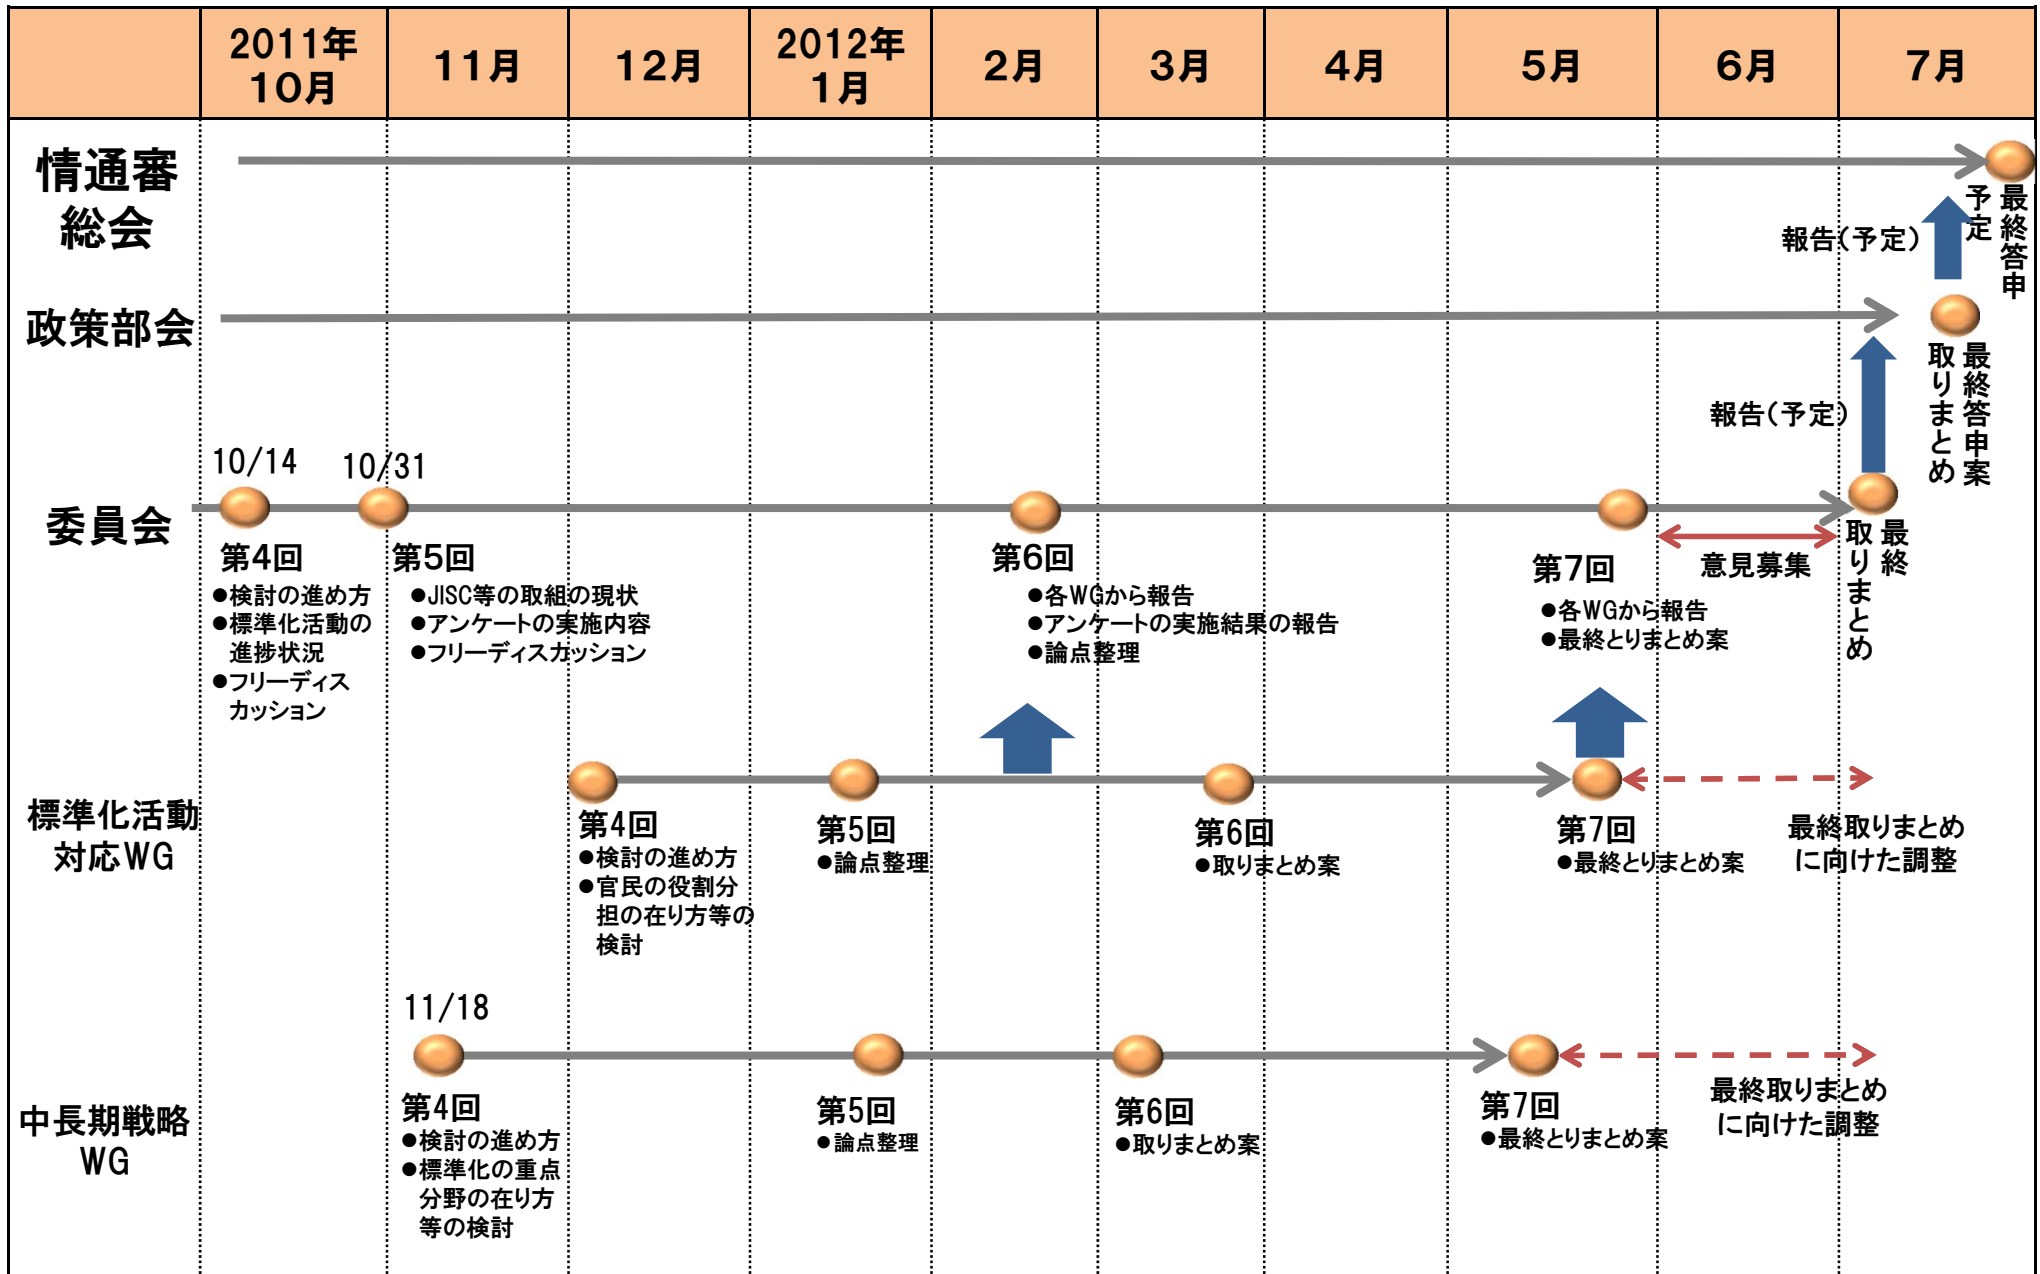 2011年
10月
11月
12月
2012年
1月
2月
3月
4月
5月
6月
7月
情通審
総会
最終答申
予定
報告(予定)
政策部会
最終答申案
取りまとめ
報告(予定)
委員会
10/14
10/31
第4回
●検討の進め方
●標準化活動の
進捗状況
●フリーディス
カッション
第5回
●JISC等の取組の現状
●アンケートの実施内容
●フリーディスカッション
第6回
●各WGから報告
●アンケートの実施結果の報告
●論点整理
第7回
●各WGから報告
●最終とりまとめ案
意見募集
最終
取りまとめ
標準化活動
対応WG
第4回
●検討の進め方
●官民の役割分
担の在り方等の
検討
第5回
●論点整理
第6回
●取りまとめ案
第7回
●最終とりまとめ案
最終取りまとめ
に向けた調整
中長期戦略
WG
11/18
第4回
●検討の進め方
●標準化の重点
分野の在り方
等の検討
第5回
●論点整理
第6回
●取りまとめ案
第7回
●最終とりまとめ案
最終取りまとめ
に向けた調整